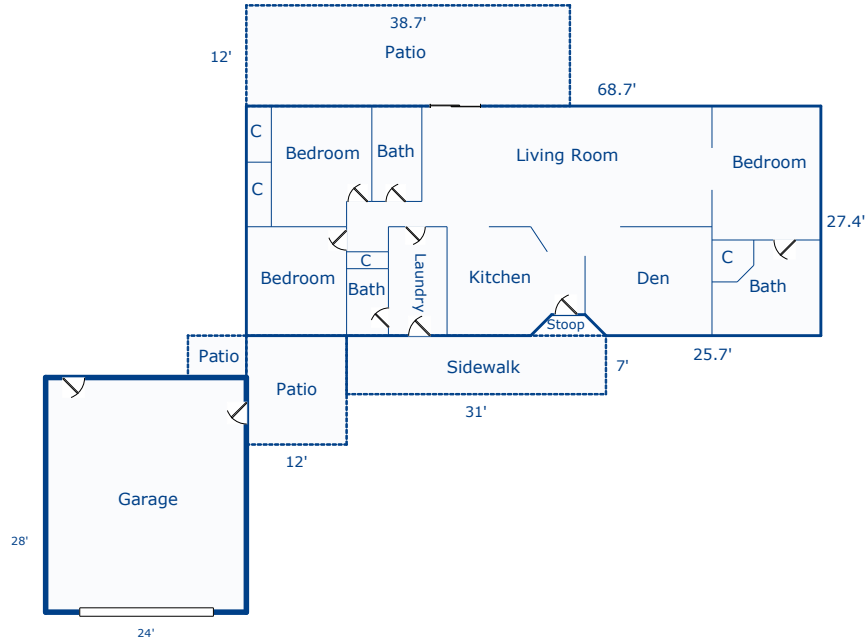 38.7'
12'
Patio
68.7'
C
Bedroom
Bath
Living Room
Bedroom
C
27.4'
C
C
Bedroom
Laundry
Kitchen
Den
Bath
Bath
Stoop
Patio
Sidewalk
7'
25.7'
Patio
31'
12'
Garage
28'
24'